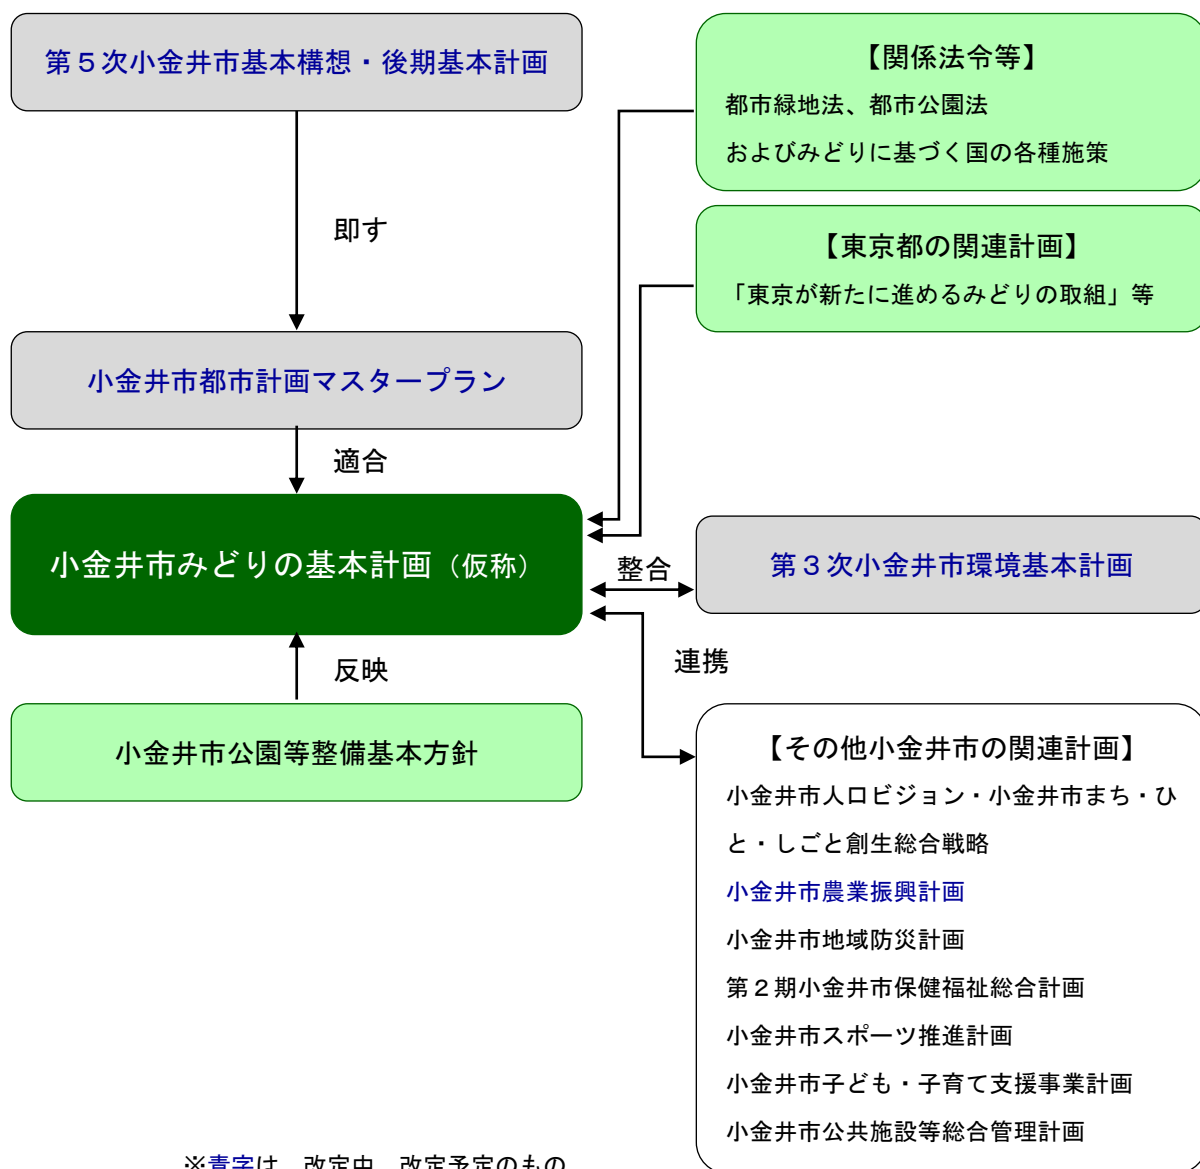 第５次小金井市基本構想・後期基本計画
即す
小金井市都市計画マスタープラン
適合
小金井市みどりの基本計画（仮称）
反映
小金井市公園等整備基本方針
【関係法令等】
都市緑地法、都市公園法
およびみどりに基づく国の各種施策
【東京都の関連計画】
「東京が新たに進めるみどりの取組」等
整合
第３次小金井市環境基本計画
連携
【その他小金井市の関連計画】
小金井市人口ビジョン・小金井市まち・ひ
と・しごと創生総合戦略
小金井市農業振興計画
小金井市地域防災計画
第２期小金井市保健福祉総合計画
小金井市スポーツ推進計画
小金井市子ども・子育て支援事業計画
小金井市公共施設等総合管理計画
※青字は、改定中、改定予定のもの